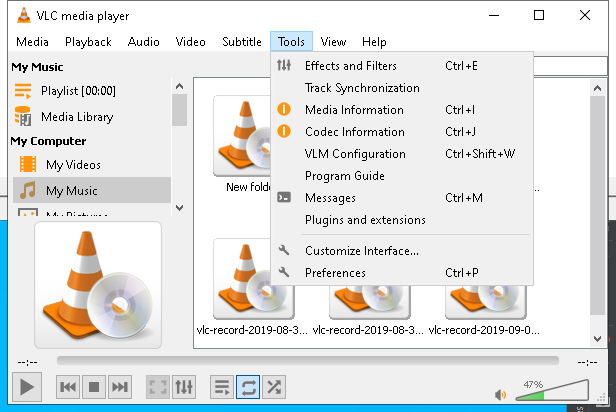 VLC media player
Media Playback Audio Video Subtitle Tools View Help
My Music
Playlist [00:00]
Media Library
My Computer
My Videos
My Music
My Pictures
Effects and Filters Ctrl+E
Track Synchronization
Media Information Ctrl+I
Codec Information Ctrl+J
VLM Configuration Ctrl+Shift+W
Program Guide
Messages Ctrl+M
Plugins and extensions
Customize Interface...
Preferences Ctrl+P
New folde
...
vlc-record-2019-08-3... vlc-record-2019-08-3... vlc-record-2019-09-0...
--:-- --:--
47%